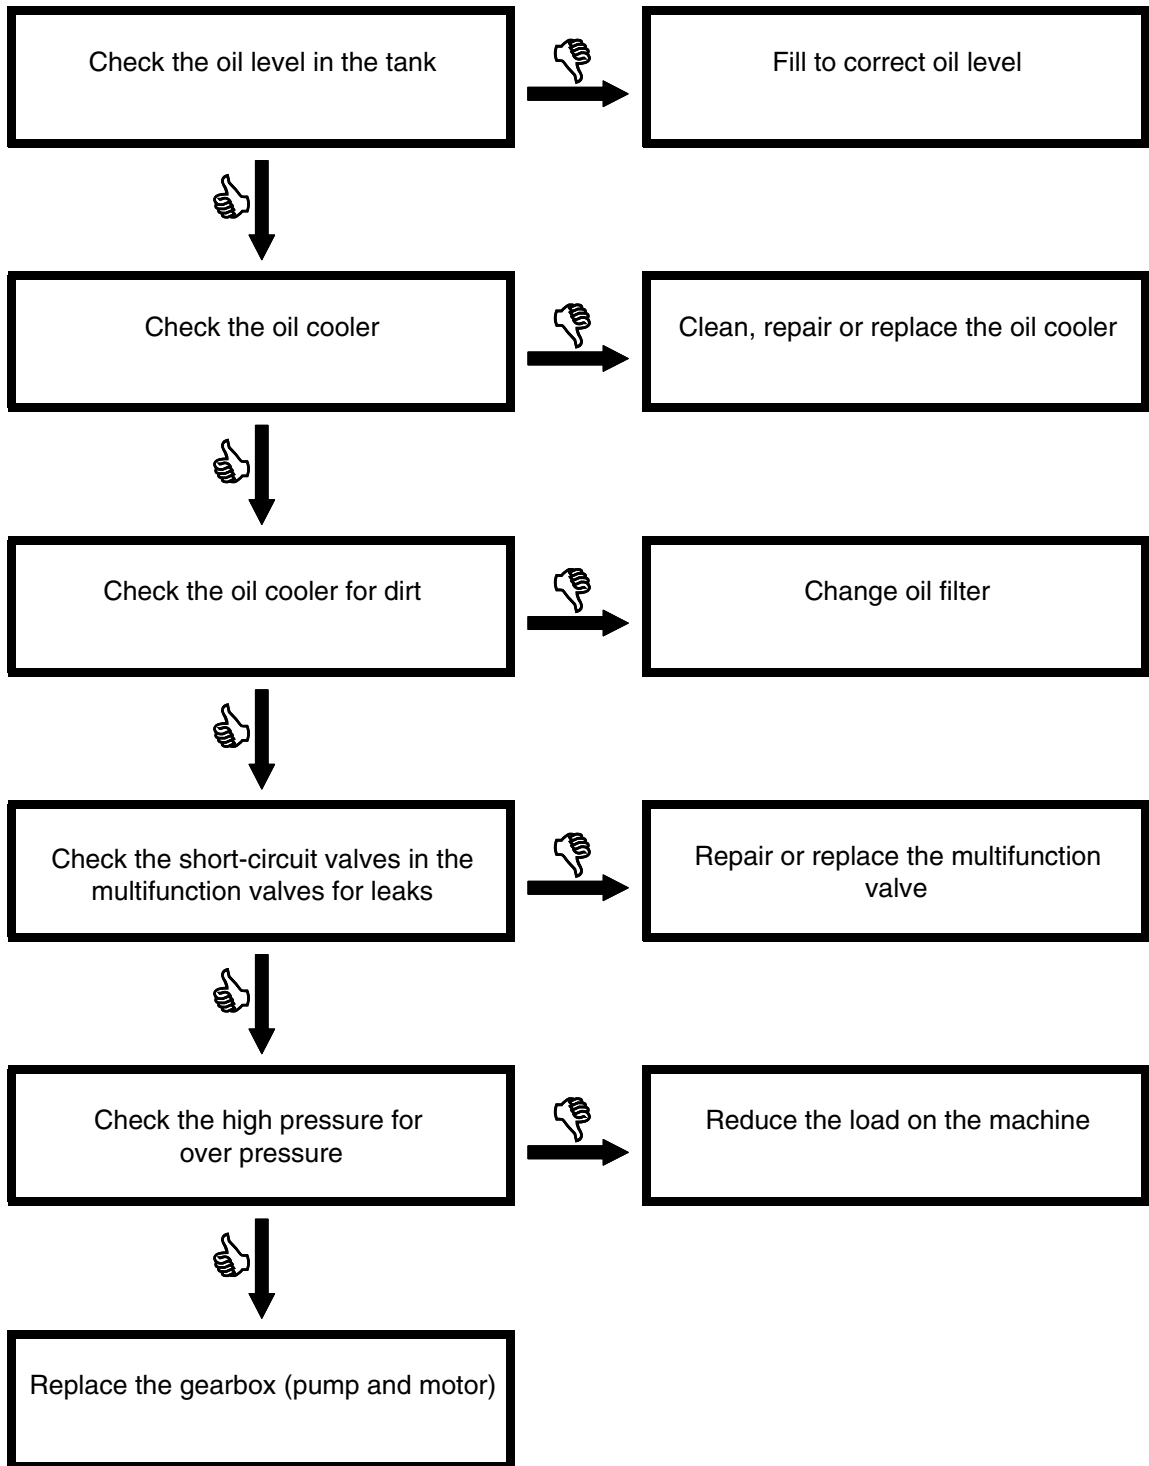 Check the oil level in the tank
Fill to correct oil level
Check the oil cooler
Clean, repair or replace the oil cooler
Check the oil cooler for dirt
Change oil filter
Check the short-circuit valves in the
multifunction valves for leaks
Repair or replace the multifunction
valve
Check the high pressure for
over pressure
Reduce the load on the machine
Replace the gearbox (pump and motor)